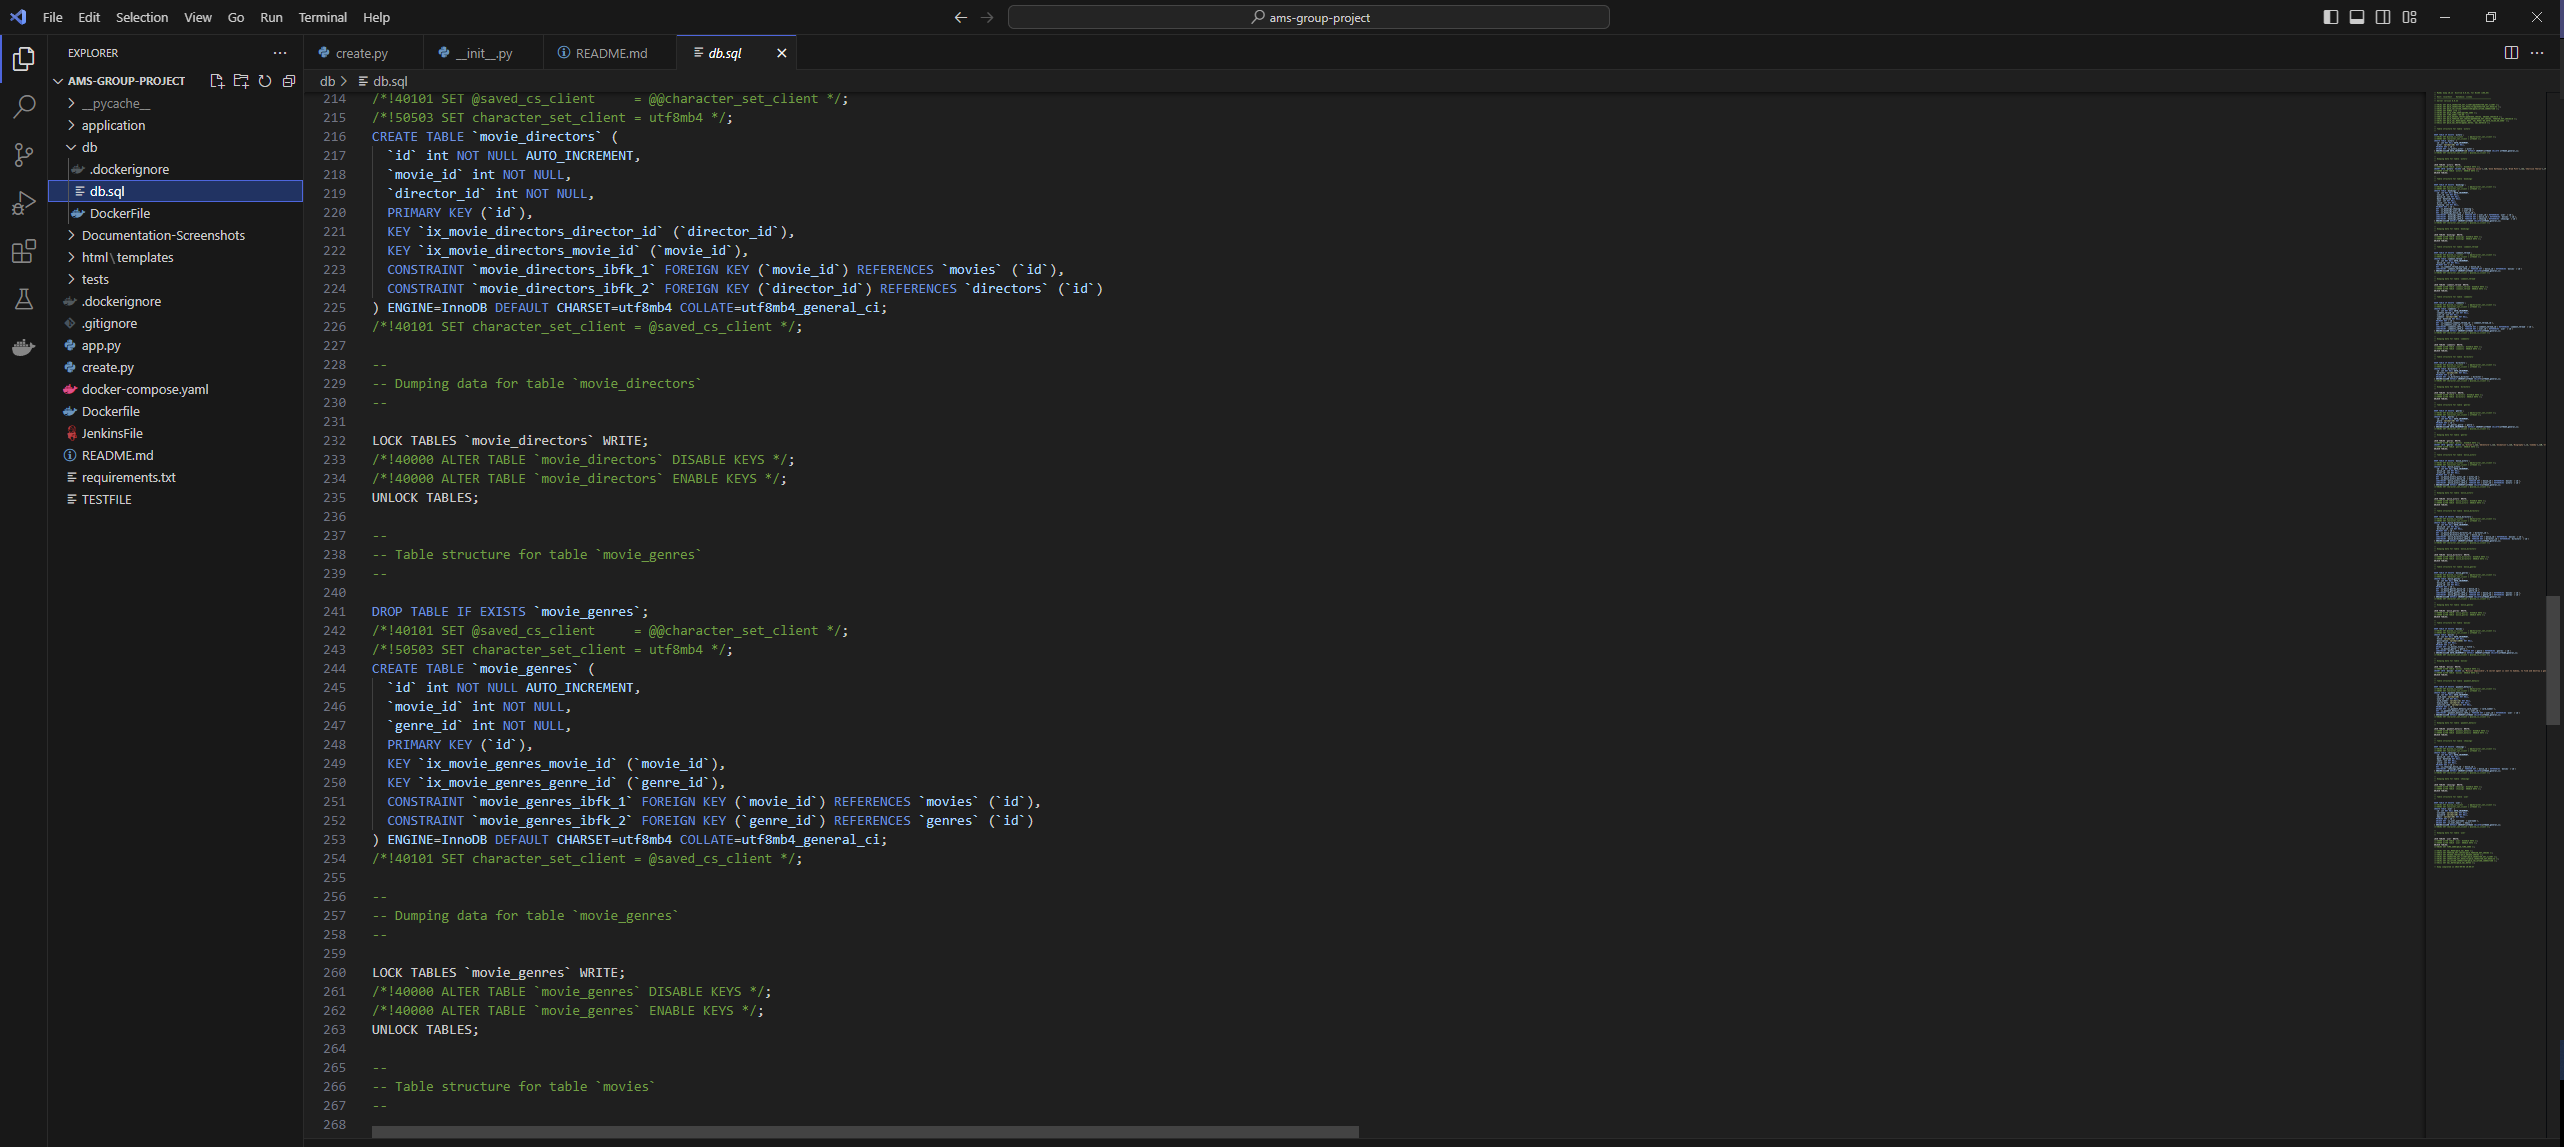 File Edit Selection View Go Run Terminal Help
ams-group-project
EXPLORER
AMS-GROUP-PROJECT
__pycache__
application
db
.dockerignore
db.sql
DockerFile
Documentation-Screenshots
html\templates
tests
.dockerignore
.gitignore
app.py
create.py
docker-compose.yaml
Dockerfile
JenkinsFile
README.md
requirements.txt
TESTFILE
create.py __init__.py README.md db.sql
db > db.sql
214 /*!40101 SET @saved_cs_client     = @@character_set_client */;
215 /*!50503 SET character_set_client = utf8mb4 */;
216 CREATE TABLE `movie_directors` (
217   `id` int NOT NULL AUTO_INCREMENT,
218   `movie_id` int NOT NULL,
219   `director_id` int NOT NULL,
220   PRIMARY KEY (`id`),
221   KEY `ix_movie_directors_director_id` (`director_id`),
222   KEY `ix_movie_directors_movie_id` (`movie_id`),
223   CONSTRAINT `movie_directors_ibfk_1` FOREIGN KEY (`movie_id`) REFERENCES `movies` (`id`),
224   CONSTRAINT `movie_directors_ibfk_2` FOREIGN KEY (`director_id`) REFERENCES `directors` (`id`)
225 ) ENGINE=InnoDB DEFAULT CHARSET=utf8mb4 COLLATE=utf8mb4_general_ci;
226 /*!40101 SET character_set_client = @saved_cs_client */;
227
228 --
229 -- Dumping data for table `movie_directors`
230 --
231
232 LOCK TABLES `movie_directors` WRITE;
233 /*!40000 ALTER TABLE `movie_directors` DISABLE KEYS */;
234 /*!40000 ALTER TABLE `movie_directors` ENABLE KEYS */;
235 UNLOCK TABLES;
236
237 --
238 -- Table structure for table `movie_genres`
239 --
240
241 DROP TABLE IF EXISTS `movie_genres`;
242 /*!40101 SET @saved_cs_client     = @@character_set_client */;
243 /*!50503 SET character_set_client = utf8mb4 */;
244 CREATE TABLE `movie_genres` (
245   `id` int NOT NULL AUTO_INCREMENT,
246   `movie_id` int NOT NULL,
247   `genre_id` int NOT NULL,
248   PRIMARY KEY (`id`),
249   KEY `ix_movie_genres_movie_id` (`movie_id`),
250   KEY `ix_movie_genres_genre_id` (`genre_id`),
251   CONSTRAINT `movie_genres_ibfk_1` FOREIGN KEY (`movie_id`) REFERENCES `movies` (`id`),
252   CONSTRAINT `movie_genres_ibfk_2` FOREIGN KEY (`genre_id`) REFERENCES `genres` (`id`)
253 ) ENGINE=InnoDB DEFAULT CHARSET=utf8mb4 COLLATE=utf8mb4_general_ci;
254 /*!40101 SET character_set_client = @saved_cs_client */;
255
256 --
257 -- Dumping data for table `movie_genres`
258 --
259
260 LOCK TABLES `movie_genres` WRITE;
261 /*!40000 ALTER TABLE `movie_genres` DISABLE KEYS */;
262 /*!40000 ALTER TABLE `movie_genres` ENABLE KEYS */;
263 UNLOCK TABLES;
264
265 --
266 -- Table structure for table `movies`
267 --
268